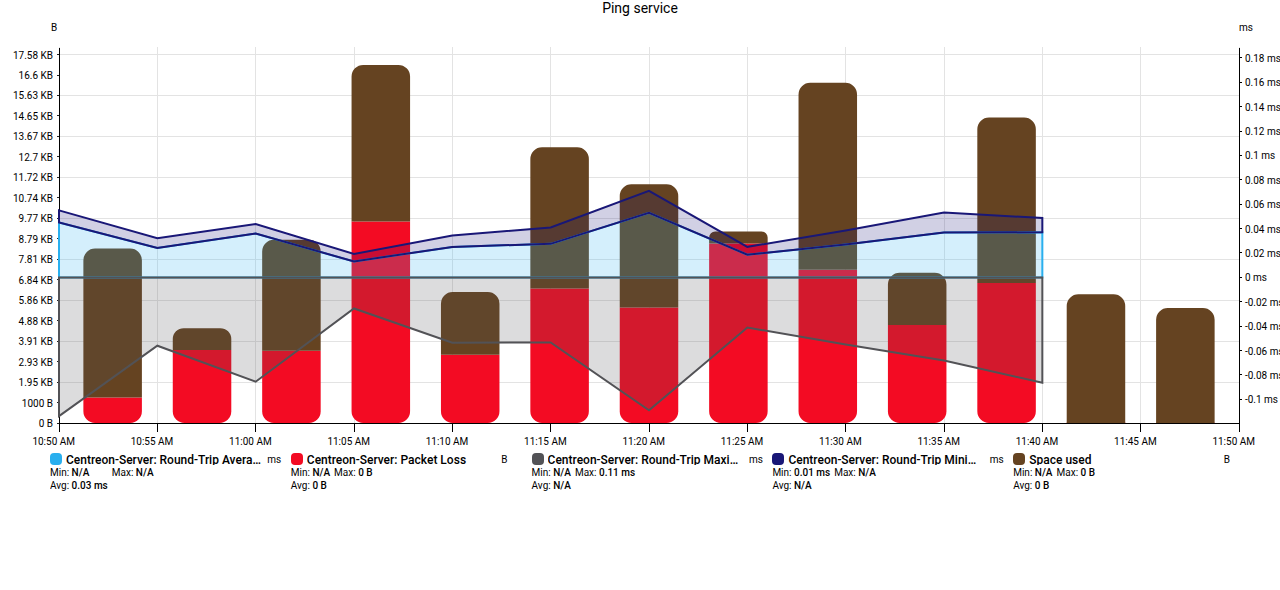 Ping service
B
ms
17.58 KB
16.6 KB
15.63 KB
14.65 KB
13.67 KB
12.7 KB
11.72 KB
10.74 KB
9.77 KB
8.79 KB
7.81 KB
6.84 KB
5.86 KB
4.88 KB
3.91 KB
2.93 KB
1.95 KB
1000 B
0 B
0.18 ms
0.16 ms
0.14 ms
0.12 ms
0.1 ms
0.08 ms
0.06 ms
0.04 ms
0.02 ms
0 ms
-0.02 ms
-0.04 ms
-0.06 ms
-0.08 ms
-0.1 ms
10:50 AM 10:55 AM 11:00 AM 11:05 AM 11:10 AM 11:15 AM 11:20 AM 11:25 AM 11:30 AM 11:35 AM 11:40 AM 11:45 AM 11:50 AM
Centreon-Server: Round-Trip Avera... ms
Min: N/A Max: N/A
Avg: 0.03 ms
Centreon-Server: Packet Loss B
Min: N/A Max: 0 B
Avg: 0 B
Centreon-Server: Round-Trip Maxi... ms
Min: N/A Max: 0.11 ms
Avg: N/A
Centreon-Server: Round-Trip Mini... ms
Min: 0.01 ms Max: N/A
Avg: N/A
Space used B
Min: N/A Max: 0 B
Avg: 0 B